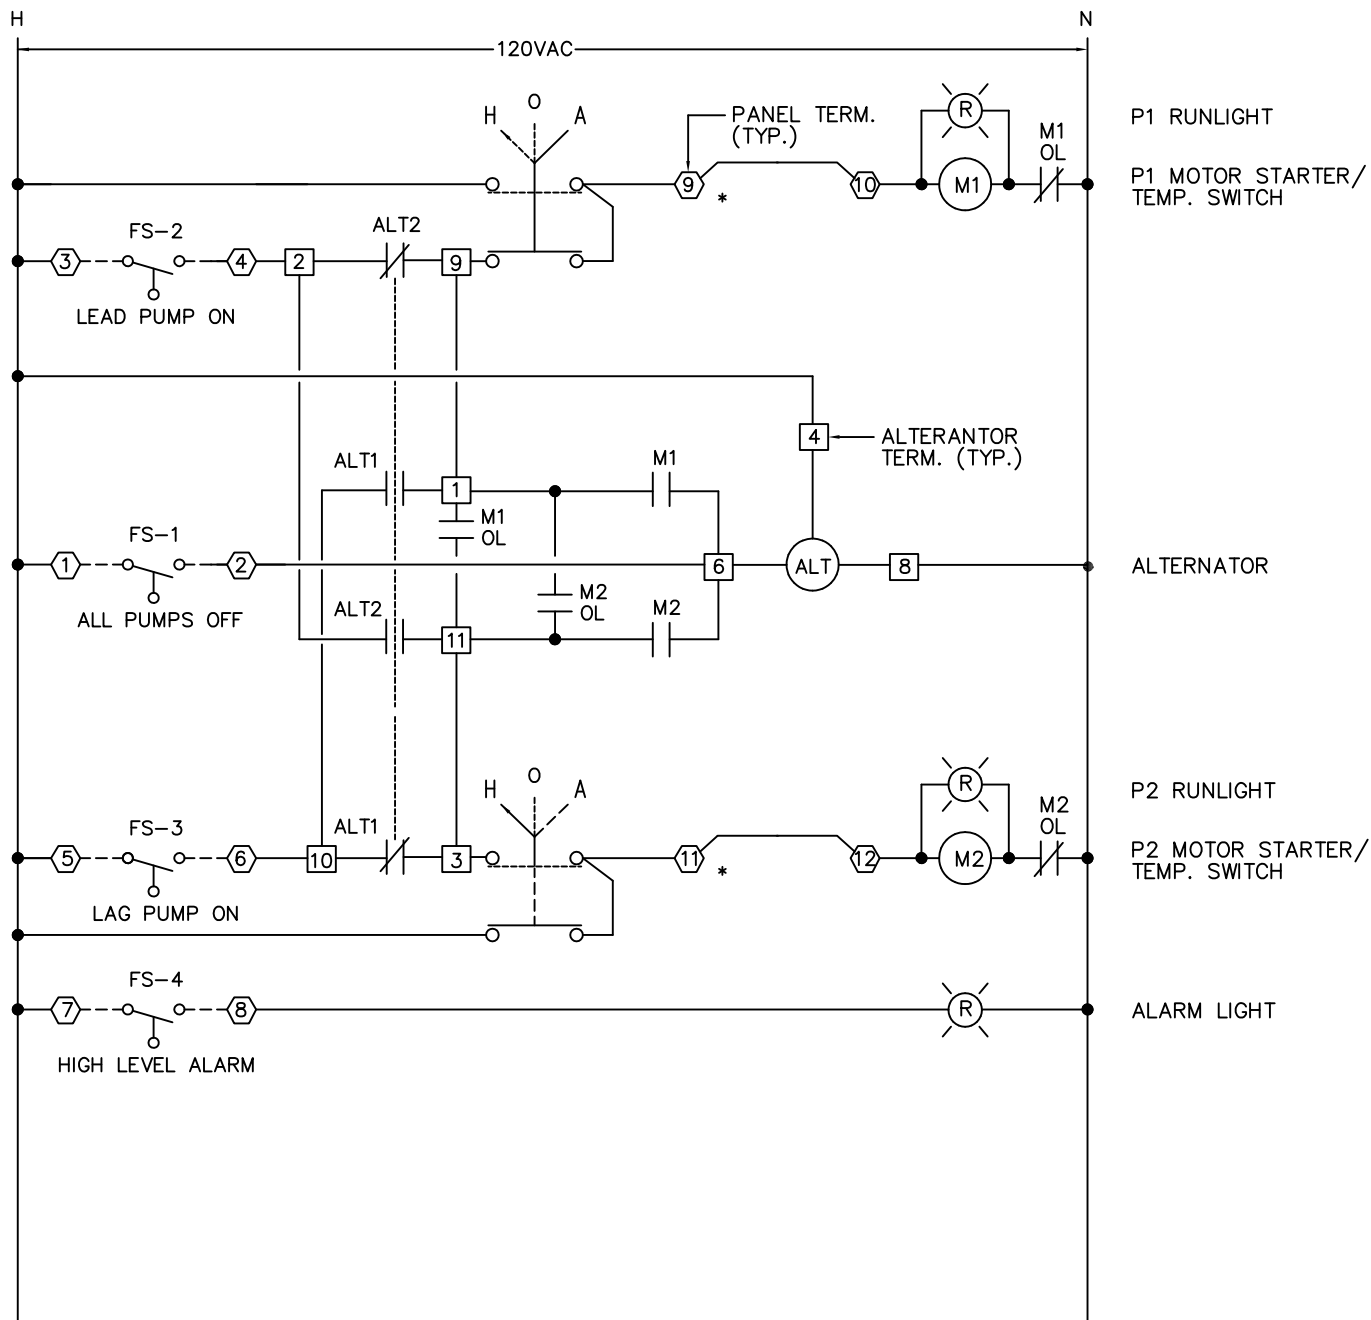 H
N
120VAC
O
H
A
PANEL TERM.
(TYP.)
R
P1 RUNLIGHT
M1
OL
9
*
10
M1
P1 MOTOR STARTER/
TEMP. SWITCH
FS-2
ALT2
3
4
2
9
LEAD PUMP ON
4
ALTERANTOR
TERM. (TYP.)
ALT1
M1
1
M1
OL
FS-1
1
2
6
ALT
8
ALTERNATOR
M2
OL
ALL PUMPS OFF
ALT2
M2
11
O
H
A
R
P2 RUNLIGHT
M2
OL
FS-3
ALT1
5
6
10
3
11
*
12
M2
P2 MOTOR STARTER/
TEMP. SWITCH
LAG PUMP ON
FS-4
7
8
R
ALARM LIGHT
HIGH LEVEL ALARM